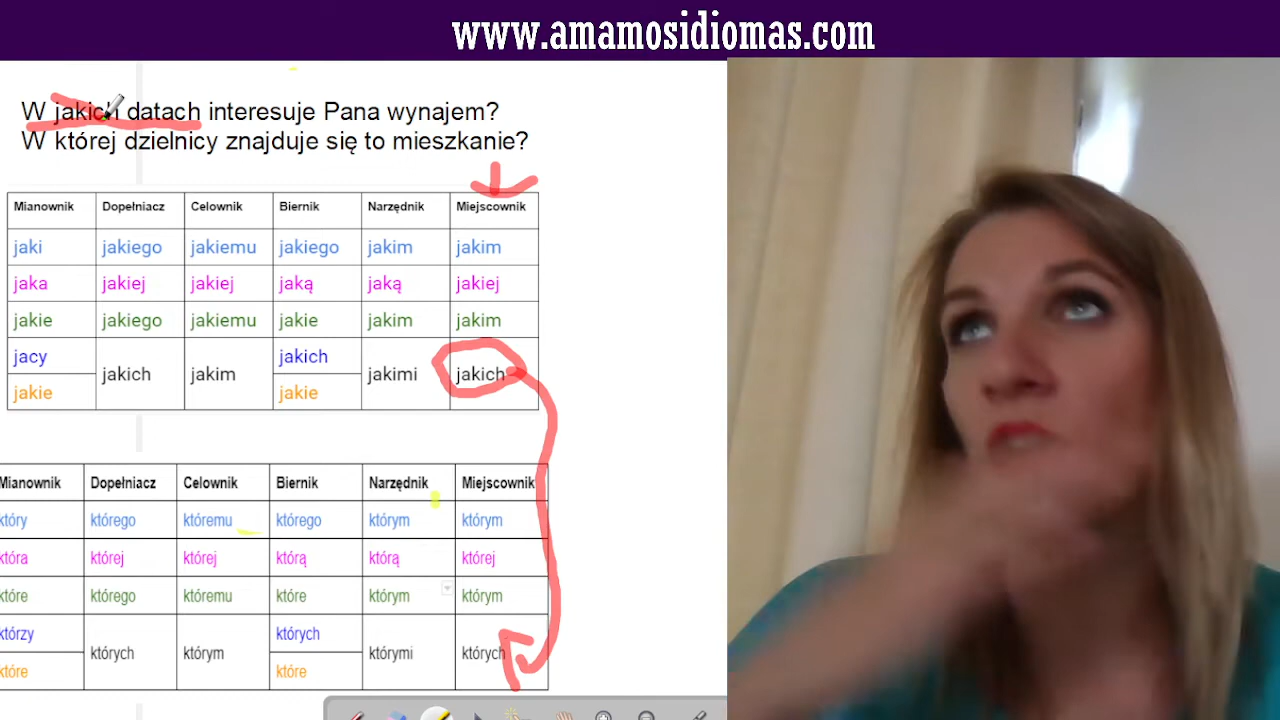 www.amamosidiomas.com
W jakich datach interesuje Pana wynajem?
W której dzielnicy znajduje się to mieszkanie?
Mianownik Dopełniacz Celownik Biernik Narzędnik Miejscownik
jaki jakiego jakiemu jakiego jakim jakim
jaka jakiej jakiej jaką jaką jakiej
jakie jakiego jakiemu jakie jakim jakim
jacy jakich
jakich jakim jakimi jakich
jakie jakie
Mianownik Dopełniacz Celownik Biernik Narzędnik Miejscownik
który którego któremu którego którym którym
która której której którą którą której
które którego któremu które którym którym
którzy których
których którym którymi których
które które